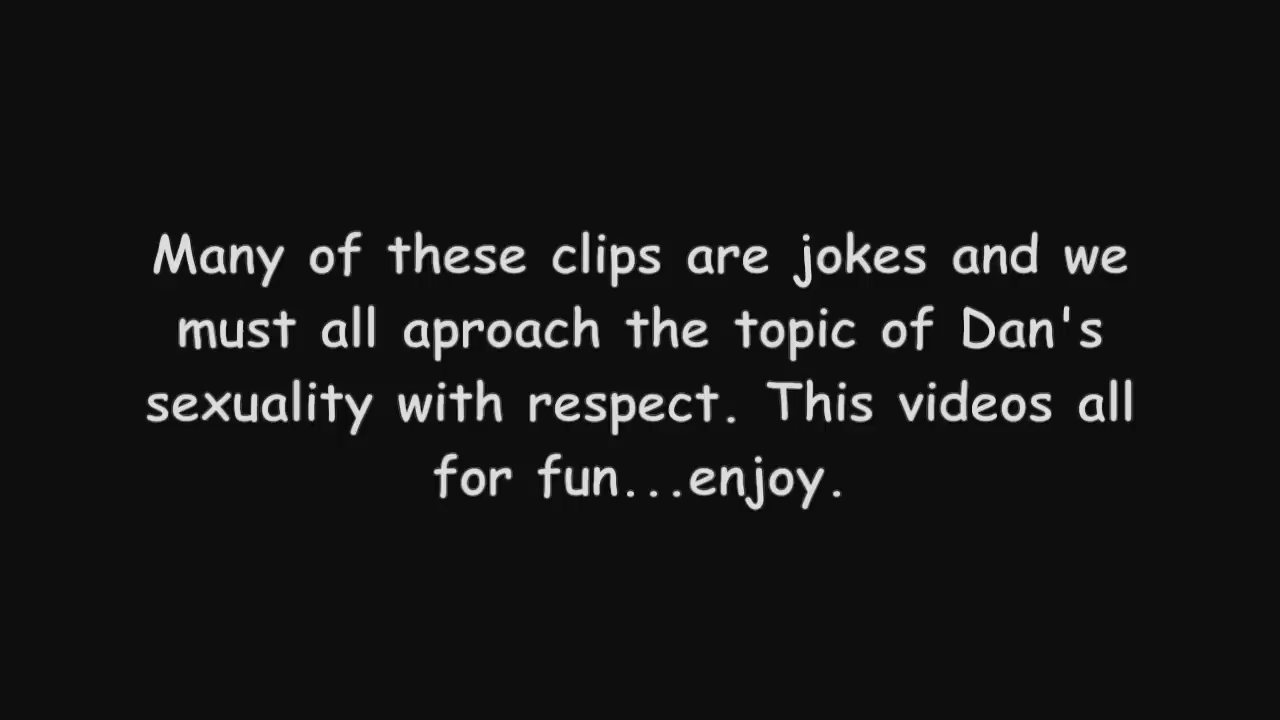 Many of these clips are jokes and we
must all aproach the topic of Dan's
sexuality with respect. This videos all
for fun...enjoy.